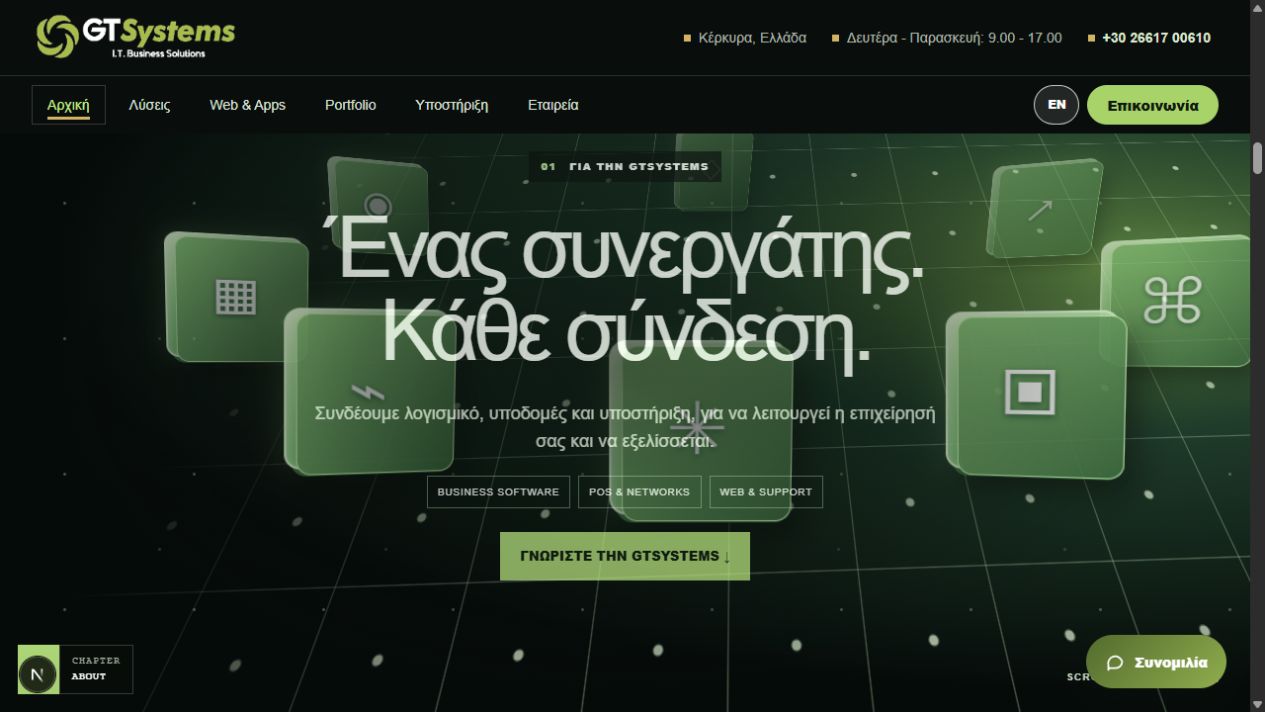 GTSystems
I.T. Business Solutions
Κέρκυρα, Ελλάδα
Δευτέρα - Παρασκευή: 9.00 - 17.00
+30 26617 00610
Αρχική
Λύσεις
Web & Apps
Portfolio
Υποστήριξη
Εταιρεία
EN
Επικοινωνία
01 ΓΙΑ ΤΗΝ GTSYSTEMS
Ένας συνεργάτης.
Κάθε σύνδεση.
Συνδέουμε λογισμικό, υποδομές και υποστήριξη, για να λειτουργεί η επιχείρησή
σας και να εξελίσσεται.
BUSINESS SOFTWARE
POS & NETWORKS
WEB & SUPPORT
ΓΝΩΡΙΣΤΕ ΤΗΝ GTSYSTEMS ↓
N
CHAPTER
ABOUT
Συνομιλία